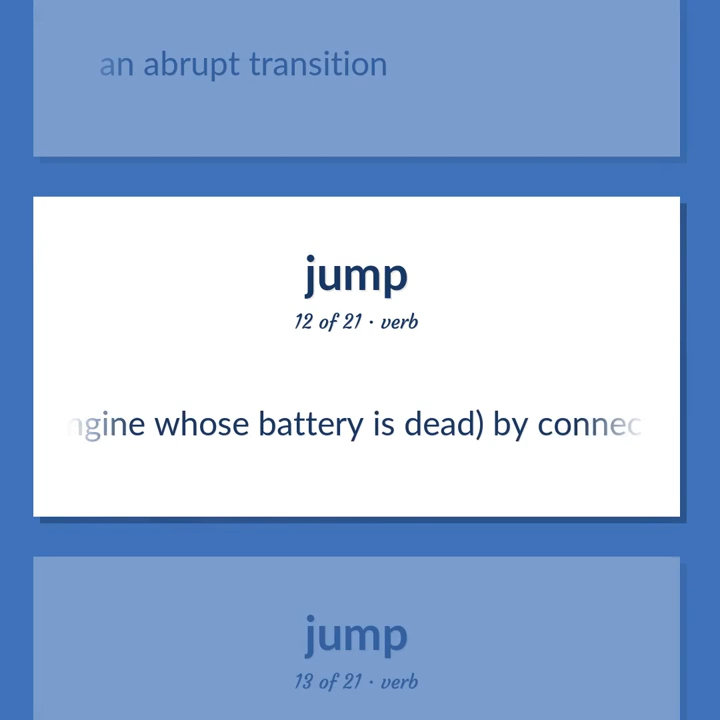 an abrupt transition
jump
12 of 21 · verb
ngine whose battery is dead) by connec
jump
13 of 21 · verb